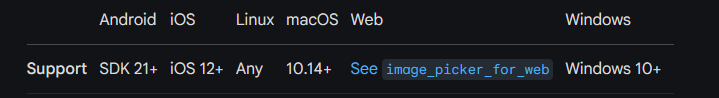 Android iOS Linux macOS Web Windows
Support SDK 21+ iOS 12+ Any 10.14+ See image_picker_for_web Windows 10+